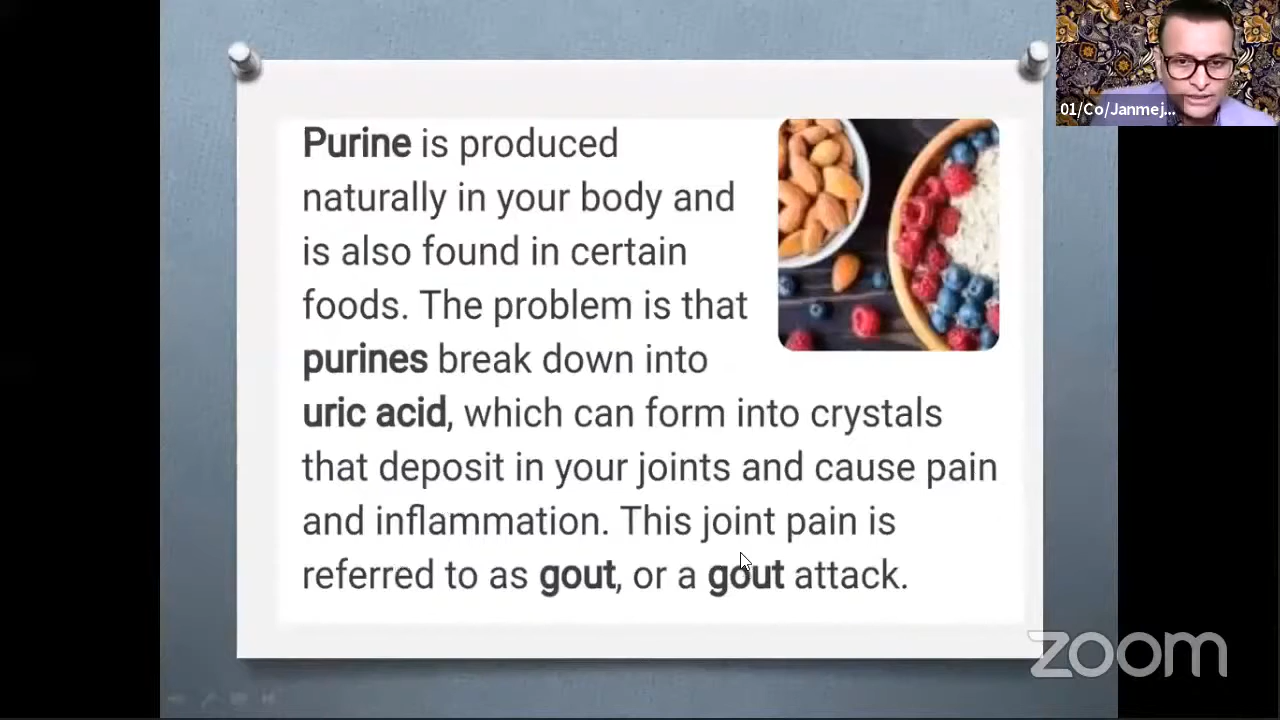 01/Co/Janmej...
Purine is produced
naturally in your body and
is also found in certain
foods. The problem is that
purines break down into
uric acid, which can form into crystals
that deposit in your joints and cause pain
and inflammation. This joint pain is
referred to as gout, or a gout attack.
zoom